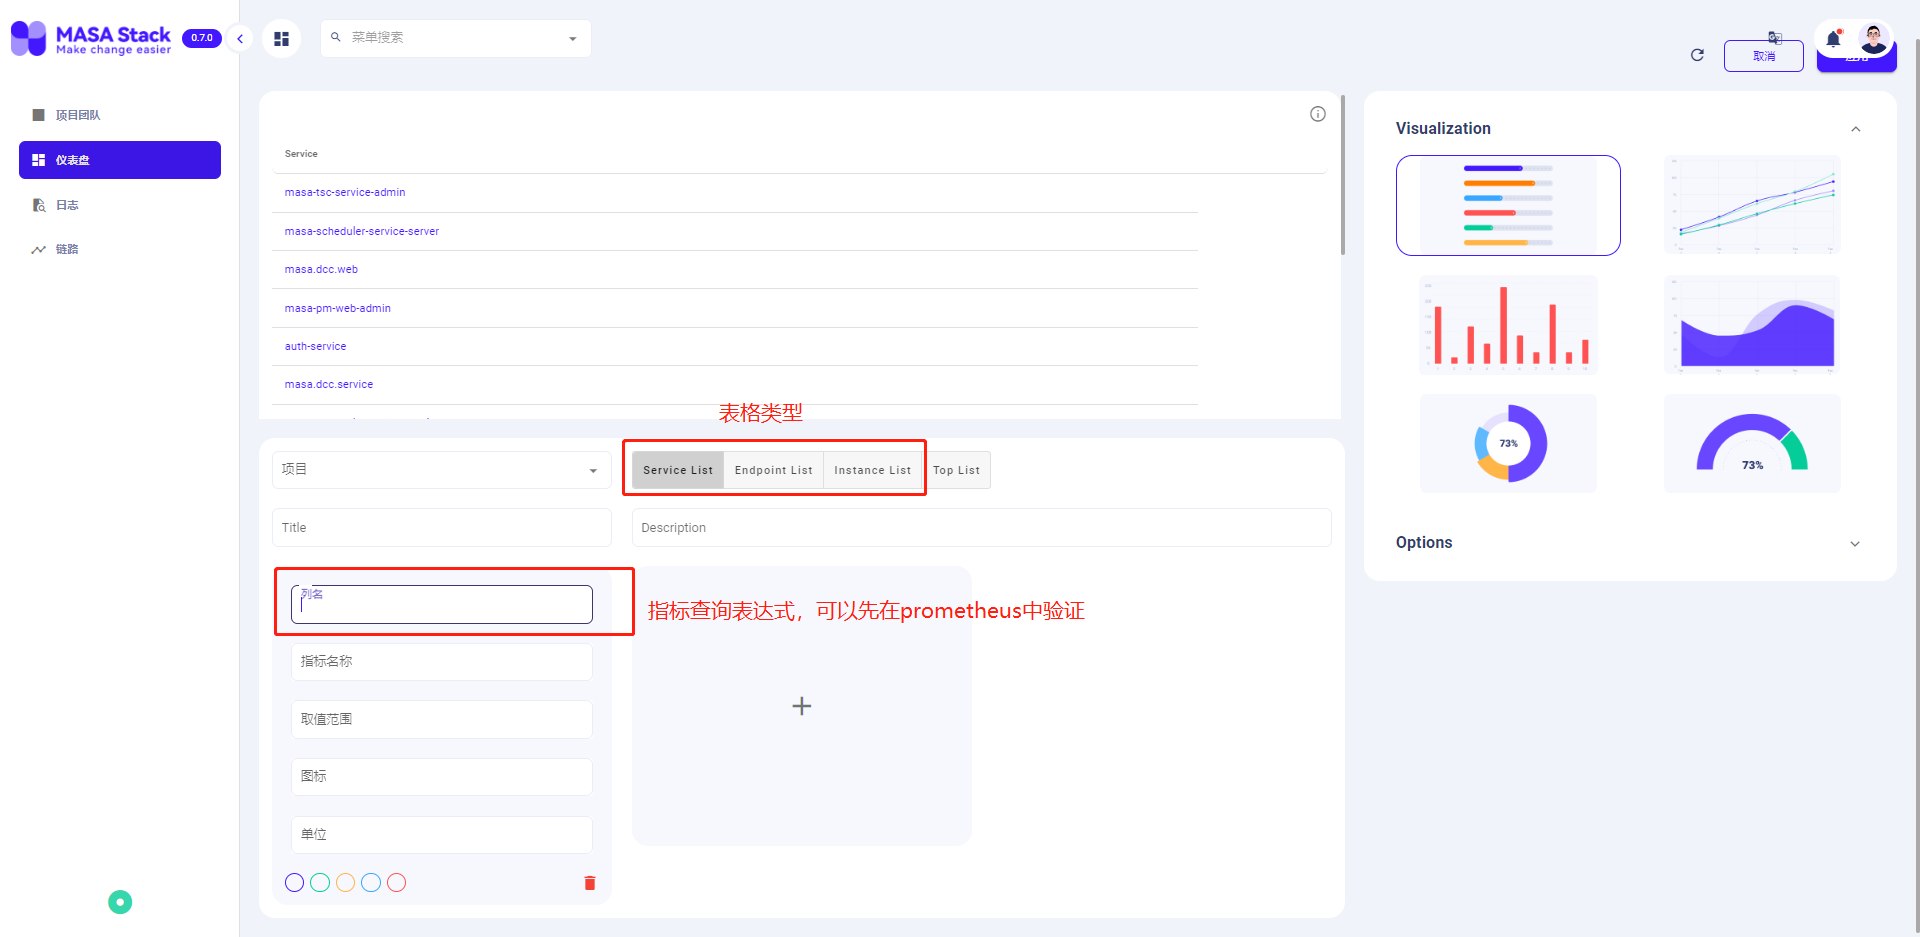 MASA Stack
Make change easier
0.7.0
菜单搜索
取消
项目团队
仪表盘
日志
链路
Service
masa-tsc-service-admin
masa-scheduler-service-server
masa.dcc.web
masa-pm-web-admin
auth-service
masa.dcc.service
表格类型
项目
Service List
Endpoint List
Instance List
Top List
Title
Description
列名
指标查询表达式，可以先在prometheus中验证
指标名称
取值范围
图标
单位
Visualization
73%
73%
Options